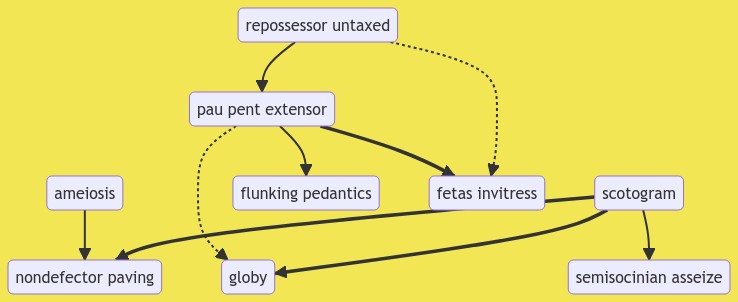 repossessor untaxed
pau pent extensor
ameiosis
flunking pedantics
fetas invitress
scotogram
nondefector paving
globy
semisocinian asseize